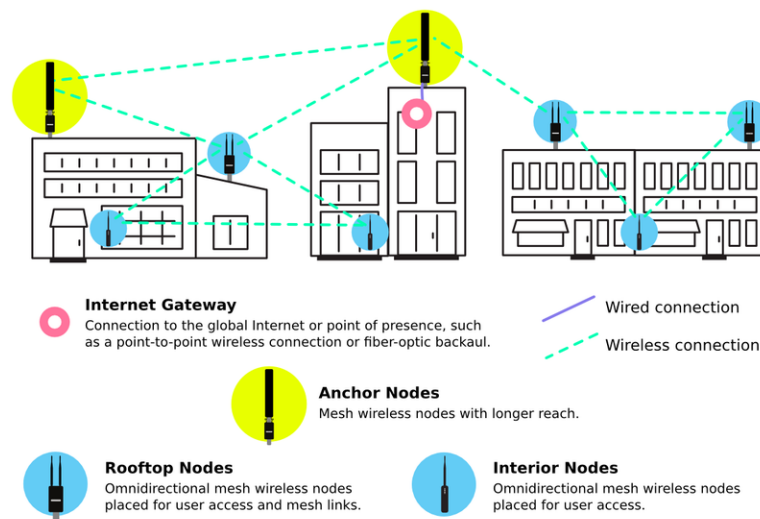 Internet Gateway
Connection to the global Internet or point of presence, such
as a point-to-point wireless connection or fiber-optic backaul.
Wired connection
Wireless connection
Anchor Nodes
Mesh wireless nodes with longer reach.
Rooftop Nodes
Omnidirectional mesh wireless nodes
placed for user access and mesh links.
Interior Nodes
Omnidirectional mesh wireless nodes
placed for user access.